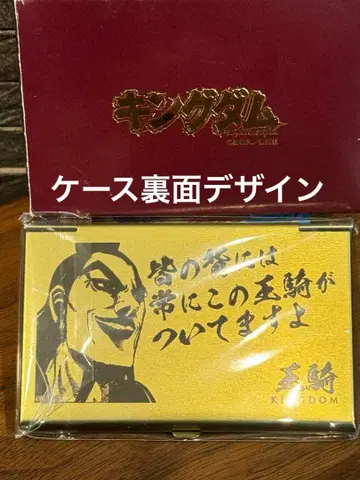 キングダム
ケース裏面デザイン
皆の背には
常にこの王騎が
ついてますよ
王騎
KINGDOM